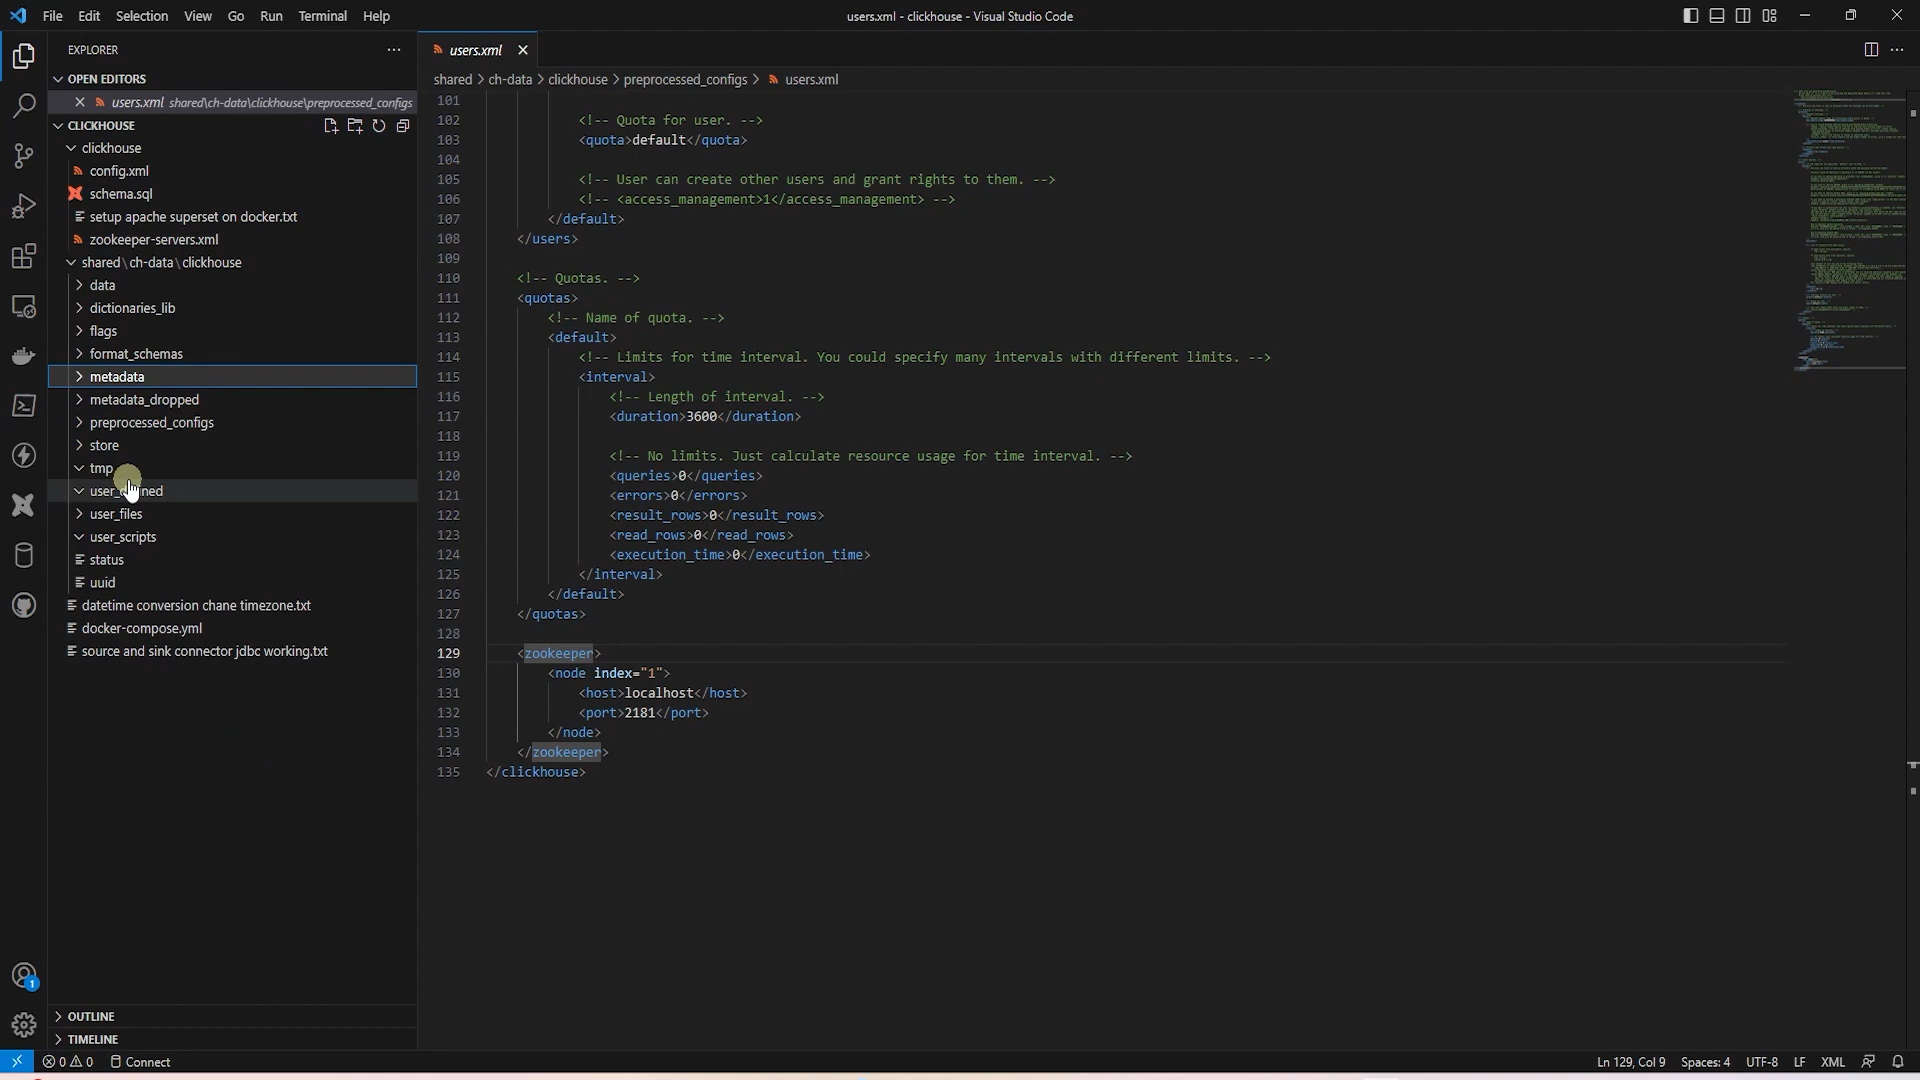 File Edit Selection View Go Run Terminal Help
users.xml - clickhouse - Visual Studio Code
EXPLORER
OPEN EDITORS
users.xml shared\ch-data\clickhouse\preprocessed_configs
CLICKHOUSE
clickhouse
config.xml
schema.sql
setup apache superset on docker.txt
zookeeper-servers.xml
shared\ch-data\clickhouse
data
dictionaries_lib
flags
format_schemas
metadata
metadata_dropped
preprocessed_configs
store
tmp
user_files
user_scripts
status
uuid
datetime conversion chane timezone.txt
docker-compose.yml
source and sink connector jdbc working.txt
OUTLINE
TIMELINE
users.xml
shared > ch-data > clickhouse > preprocessed_configs > users.xml
101
102 <!-- Quota for user. -->
103 <quota>default</quota>
104
105 <!-- User can create other users and grant rights to them. -->
106 <!-- <access_management>1</access_management> -->
107 </default>
108 </users>
109
110 <!-- Quotas. -->
111 <quotas>
112 <!-- Name of quota. -->
113 <default>
114 <!-- Limits for time interval. You could specify many intervals with different limits. -->
115 <interval>
116 <!-- Length of interval. -->
117 <duration>3600</duration>
118
119 <!-- No limits. Just calculate resource usage for time interval. -->
120 <queries>0</queries>
121 <errors>0</errors>
122 <result_rows>0</result_rows>
123 <read_rows>0</read_rows>
124 <execution_time>0</execution_time>
125 </interval>
126 </default>
127 </quotas>
128
129 <zookeeper>
130 <node index="1">
131 <host>localhost</host>
132 <port>2181</port>
133 </node>
134 </zookeeper>
135 </clickhouse>
1
0 0 Connect
Ln 129, Col 9 Spaces: 4 UTF-8 LF XML